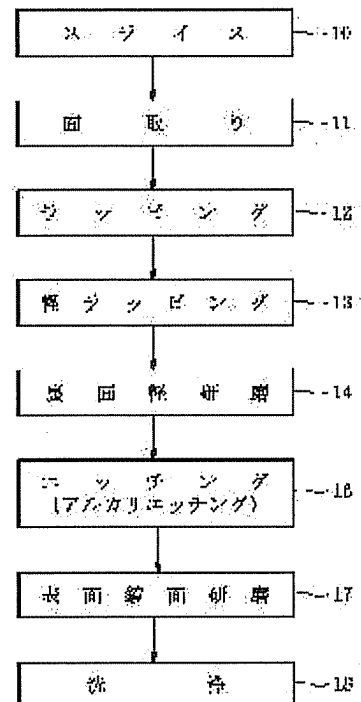 スライス 10
面取り 11
ラッピング 12
ラッピング 13
14
エッチング 16
(アルカリエッチング)
表面鏡面研磨 17
洗浄